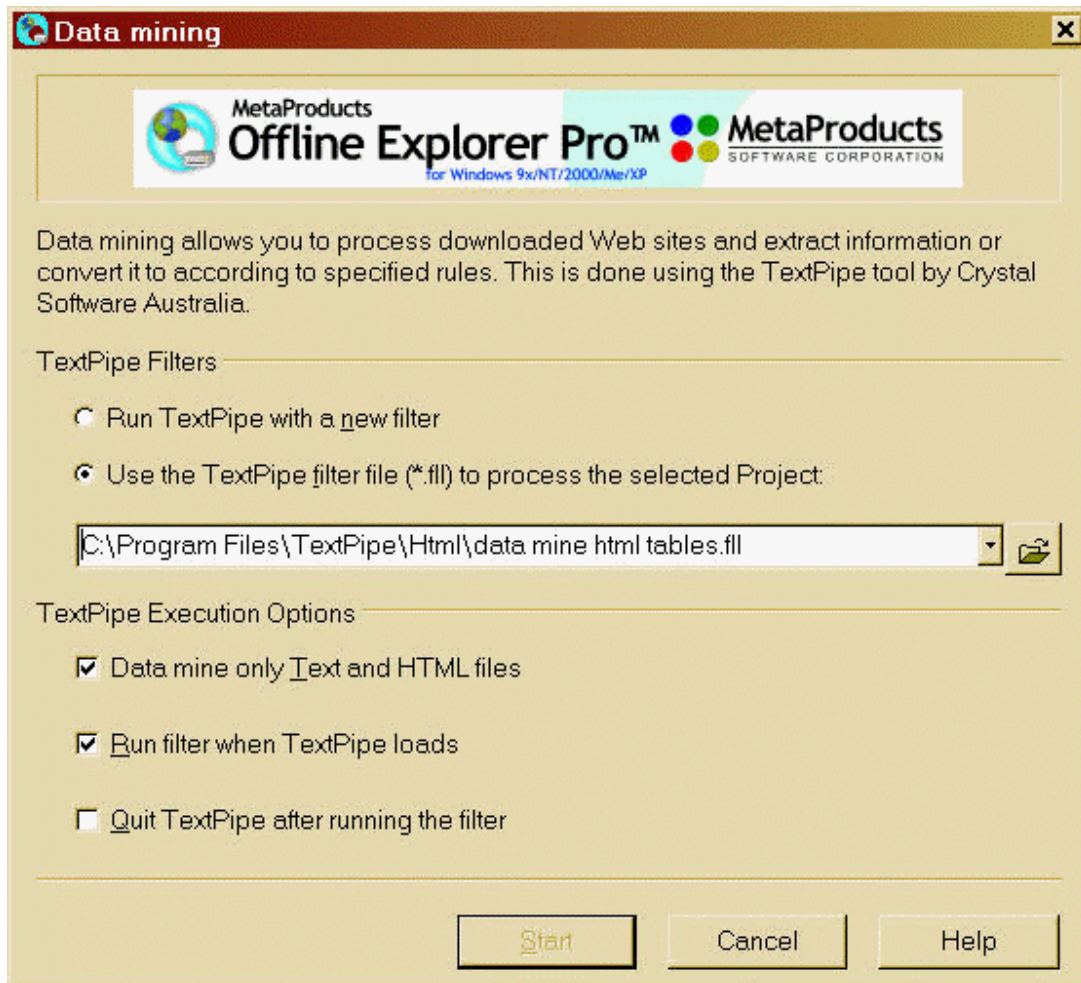 Data mining
MetaProducts
Offline Explorer Pro™
for Windows 9x/NT/2000/Me/XP
MetaProducts
SOFTWARE CORPORATION
Data mining allows you to process downloaded Web sites and extract information or
convert it to according to specified rules. This is done using the TextPipe tool by Crystal
Software Australia.
TextPipe Filters
Run TextPipe with a new filter
Use the TextPipe filter file (*.fll) to process the selected Project:
C:\Program Files\TextPipe\Html\data mine html tables.fll
TextPipe Execution Options
Data mine only Text and HTML files
Run filter when TextPipe loads
Quit TextPipe after running the filter
Start
Cancel
Help